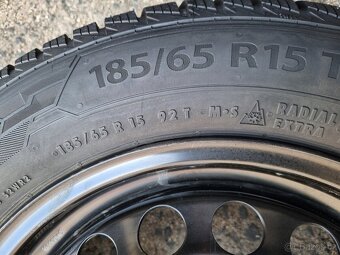 185/65 R15 T
185/65 R 15 92 T M+S RADIAL
EXTRA